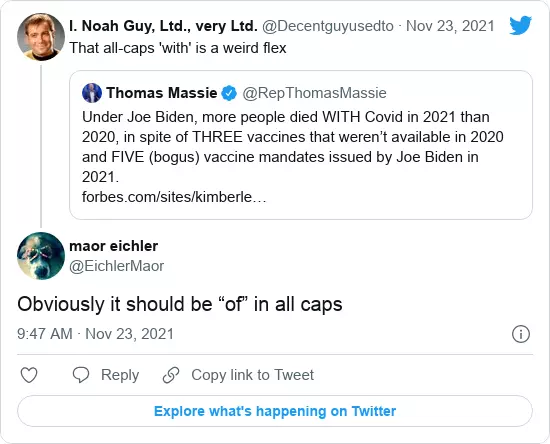 I. Noah Guy, Ltd., very Ltd. @Decentguyusedto · Nov 23, 2021
That all-caps 'with' is a weird flex
Thomas Massie @RepThomasMassie
Under Joe Biden, more people died WITH Covid in 2021 than
2020, in spite of THREE vaccines that weren’t available in 2020
and FIVE (bogus) vaccine mandates issued by Joe Biden in
2021.
forbes.com/sites/kimberle…
maor eichler
@EichlerMaor
Obviously it should be “of” in all caps
9:47 AM · Nov 23, 2021
Reply
Copy link to Tweet
Explore what's happening on Twitter